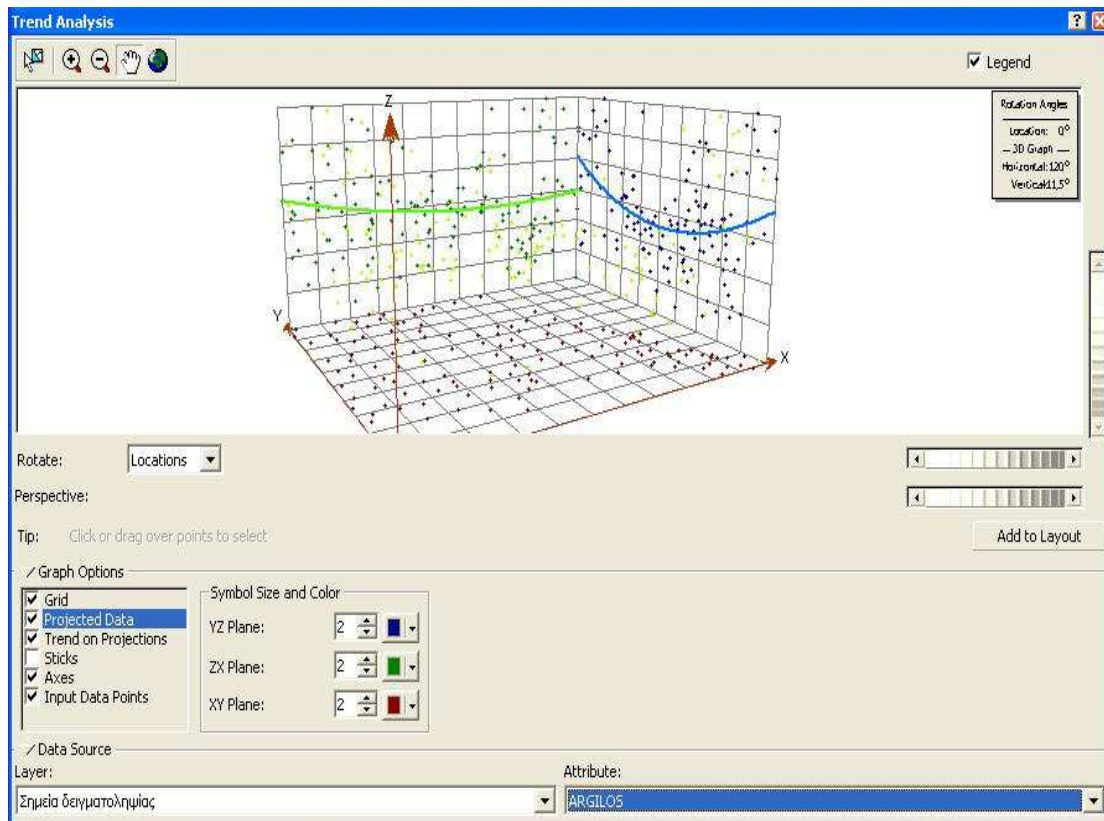 Trend Analysis
Legend
Rotation Angles
Location: 0°
— 3D Graph —
Horizontal: 120°
Vertical: 11,5°
Z
Y
X
Rotate: Locations
Perspective:
Tip: Click or drag over points to select
Add to Layout
Graph Options
Grid
Projected Data
Trend on Projections
Sticks
Axes
Input Data Points
Symbol Size and Color
YZ Plane: 2
ZX Plane: 2
XY Plane: 2
Data Source
Layer:
Σημεία δειγματοληψίας
Attribute:
ARGILOS